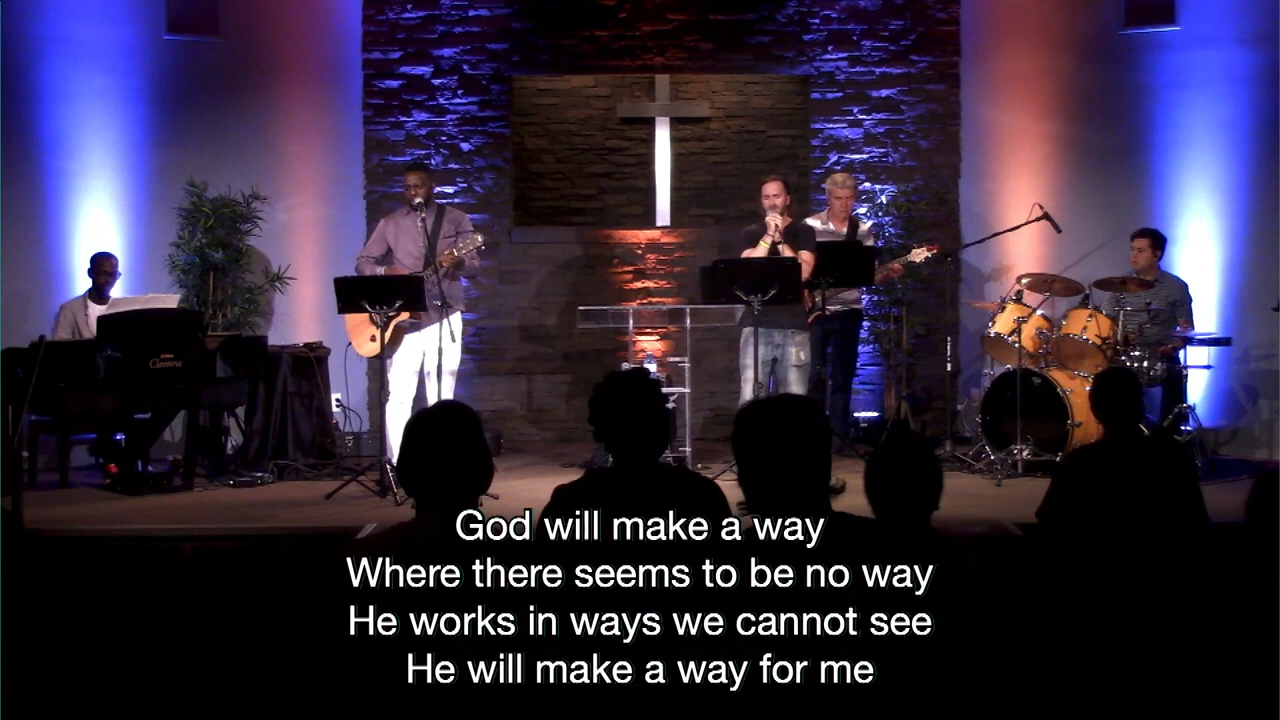 Clavinova
God will make a way
Where there seems to be no way
He works in ways we cannot see
He will make a way for me